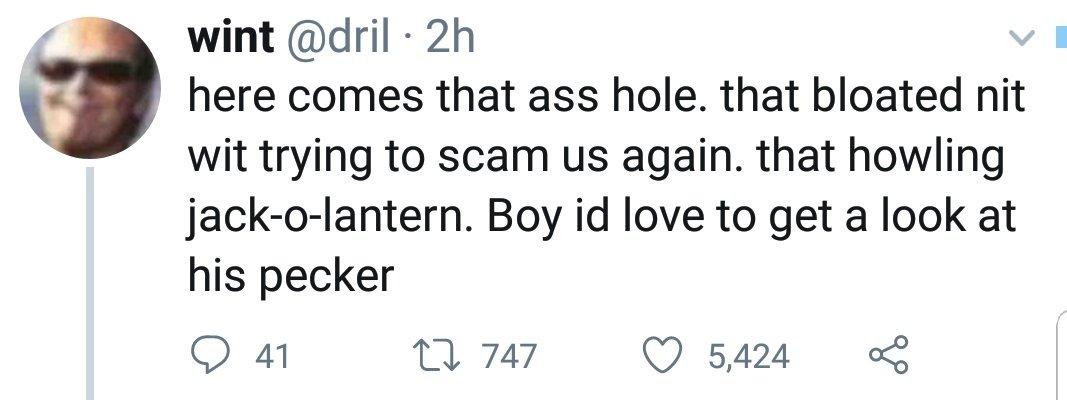 wint @dril · 2h
here comes that ass hole. that bloated nit
wit trying to scam us again. that howling
jack-o-lantern. Boy id love to get a look at
his pecker
41 747 5,424